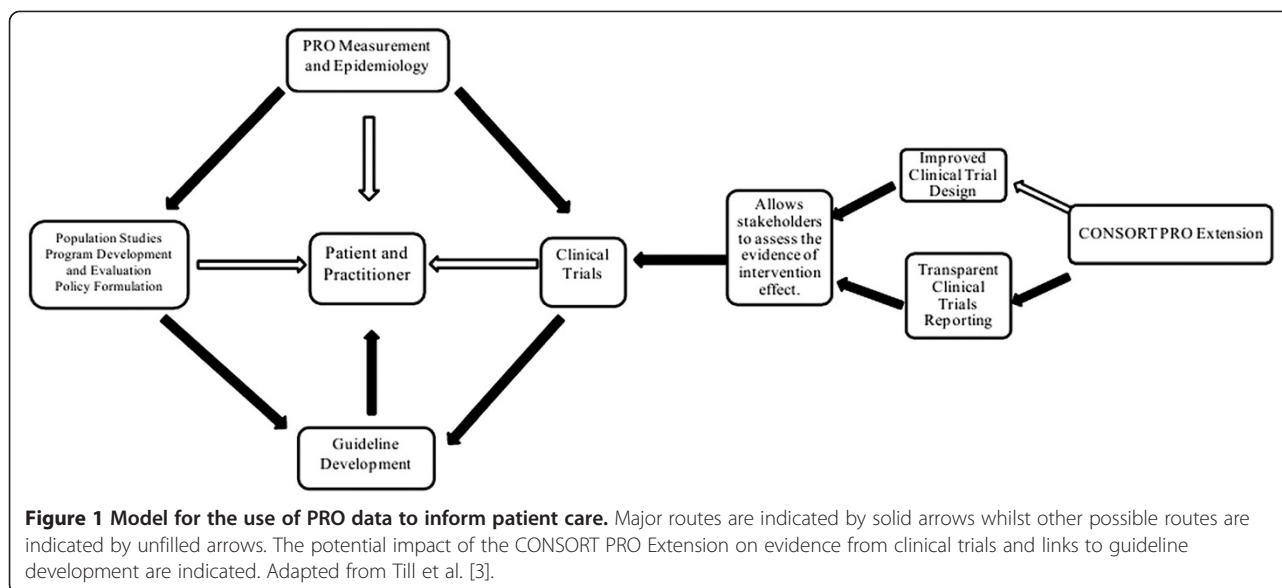 PRO Measurement
and Epidemiology
Population Studies
Program Development
and Evaluation
Policy Formulation
Patient and
Practitioner
Clinical
Trials
Guideline
Development
Allows
stakeholders
to assess the
evidence of
intervention
effect.
Improved
Clinical Trial
Design
Transparent
Clinical
Trials
Reporting
CONSORT PRO Extension
Figure 1 Model for the use of PRO data to inform patient care. Major routes are indicated by solid arrows whilst other possible routes are
indicated by unfilled arrows. The potential impact of the CONSORT PRO Extension on evidence from clinical trials and links to guideline
development are indicated. Adapted from Till et al. [3].